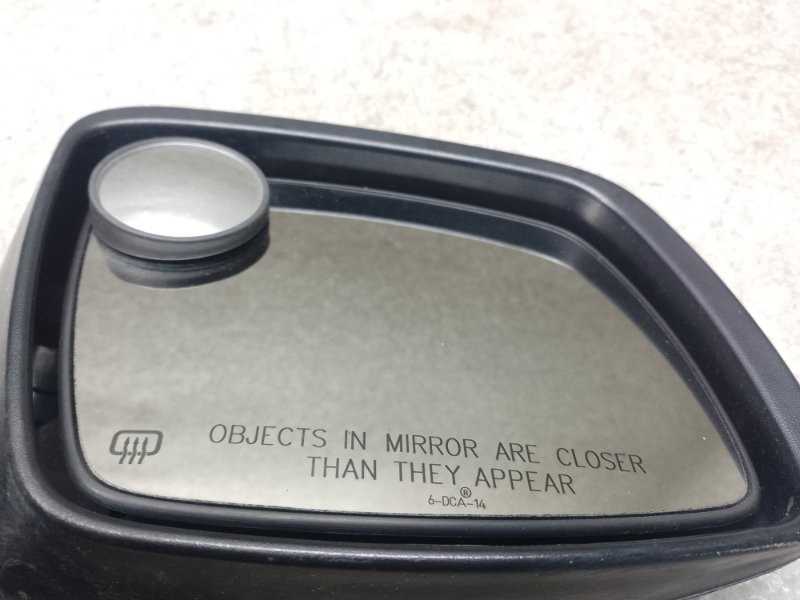 OBJECTS IN MIRROR ARE CLOSER
THAN THEY APPEAR
®
6-DCA-14